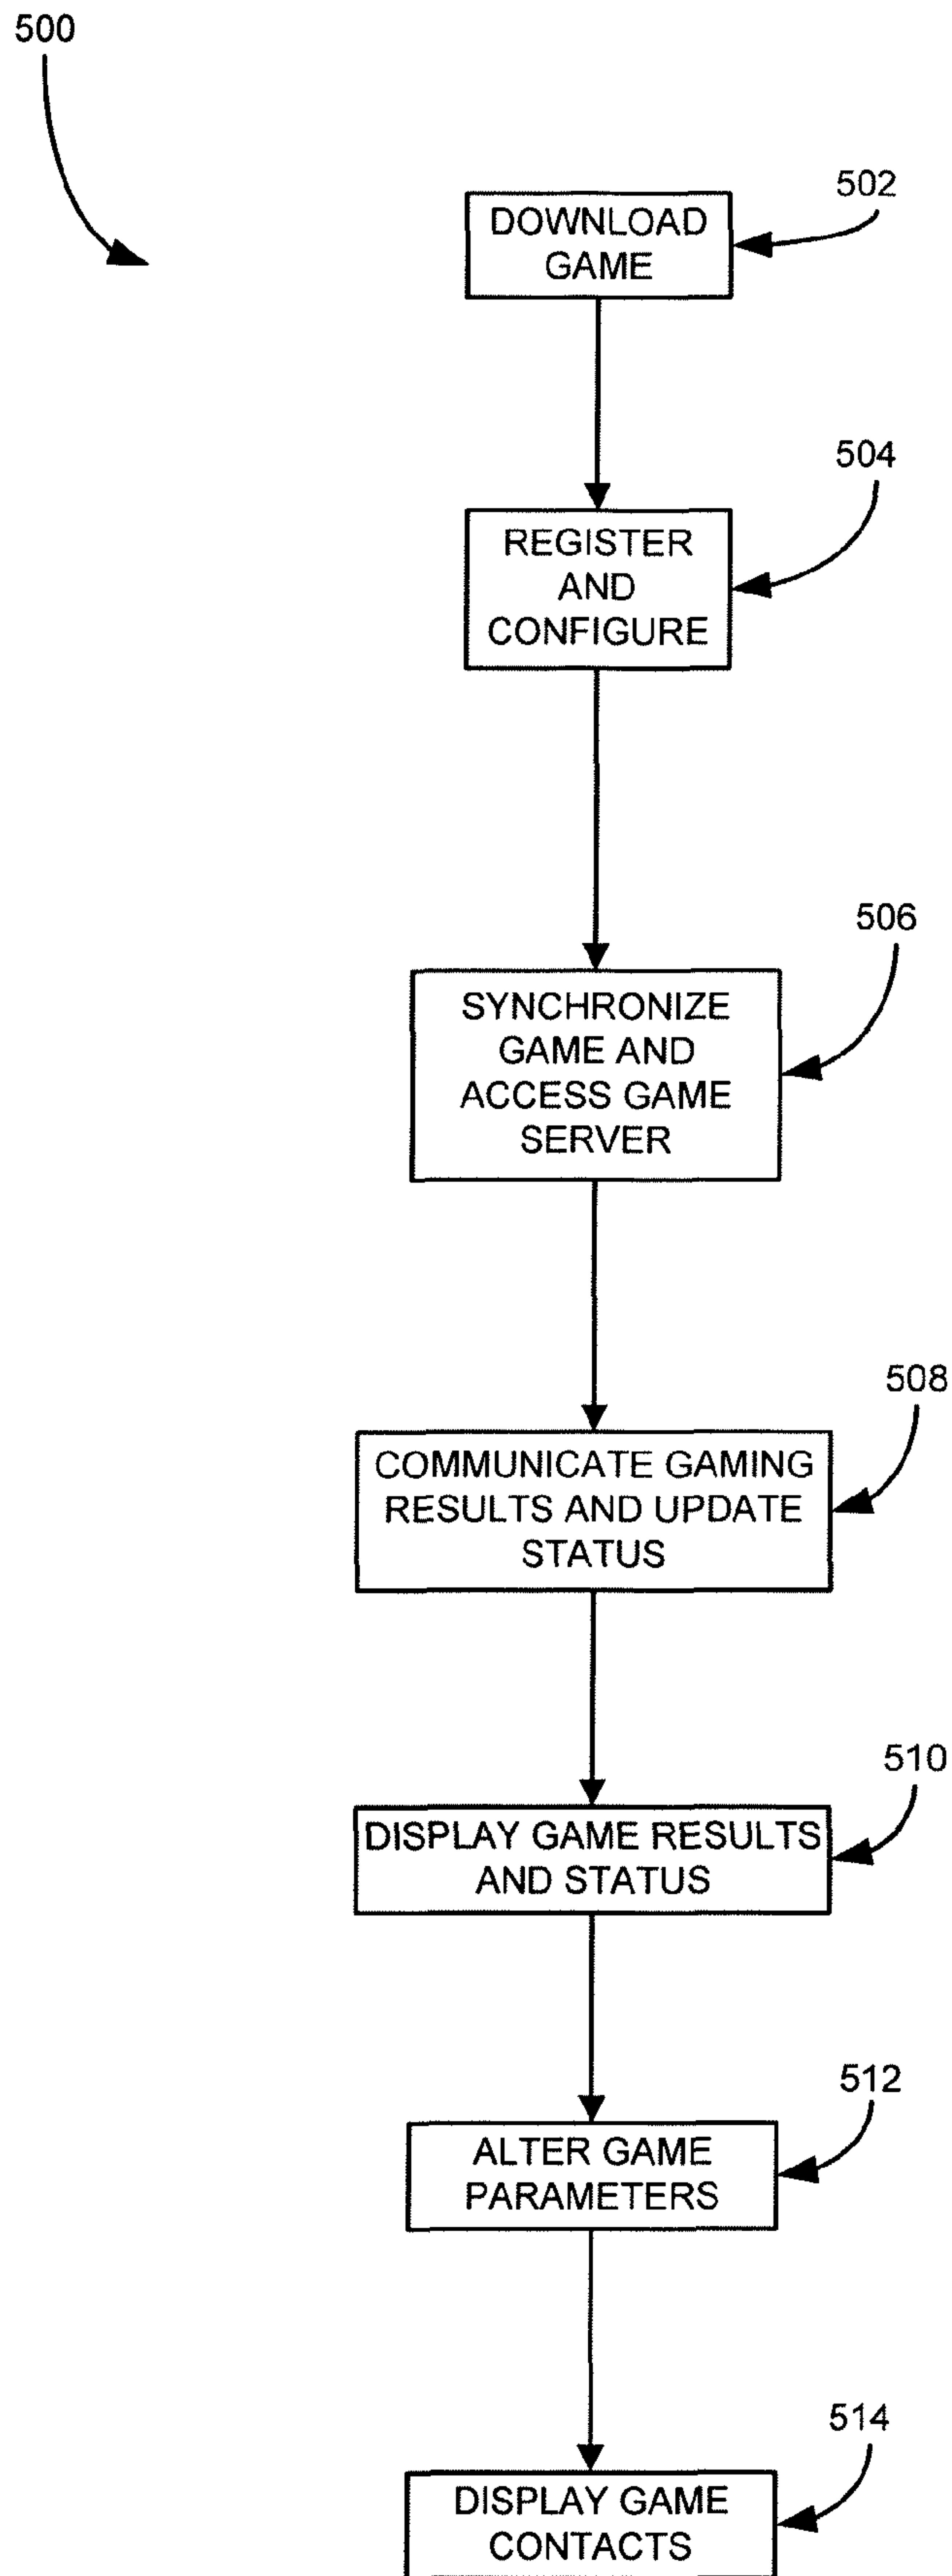 500
502
DOWNLOAD
GAME
504
REGISTER
AND
CONFIGURE
506
SYNCHRONIZE
GAME AND
ACCESS GAME
SERVER
508
COMMUNICATE GAMING
RESULTS AND UPDATE
STATUS
510
DISPLAY GAME RESULTS
AND STATUS
512
ALTER GAME
PARAMETERS
514
DISPLAY GAME
CONTACTS